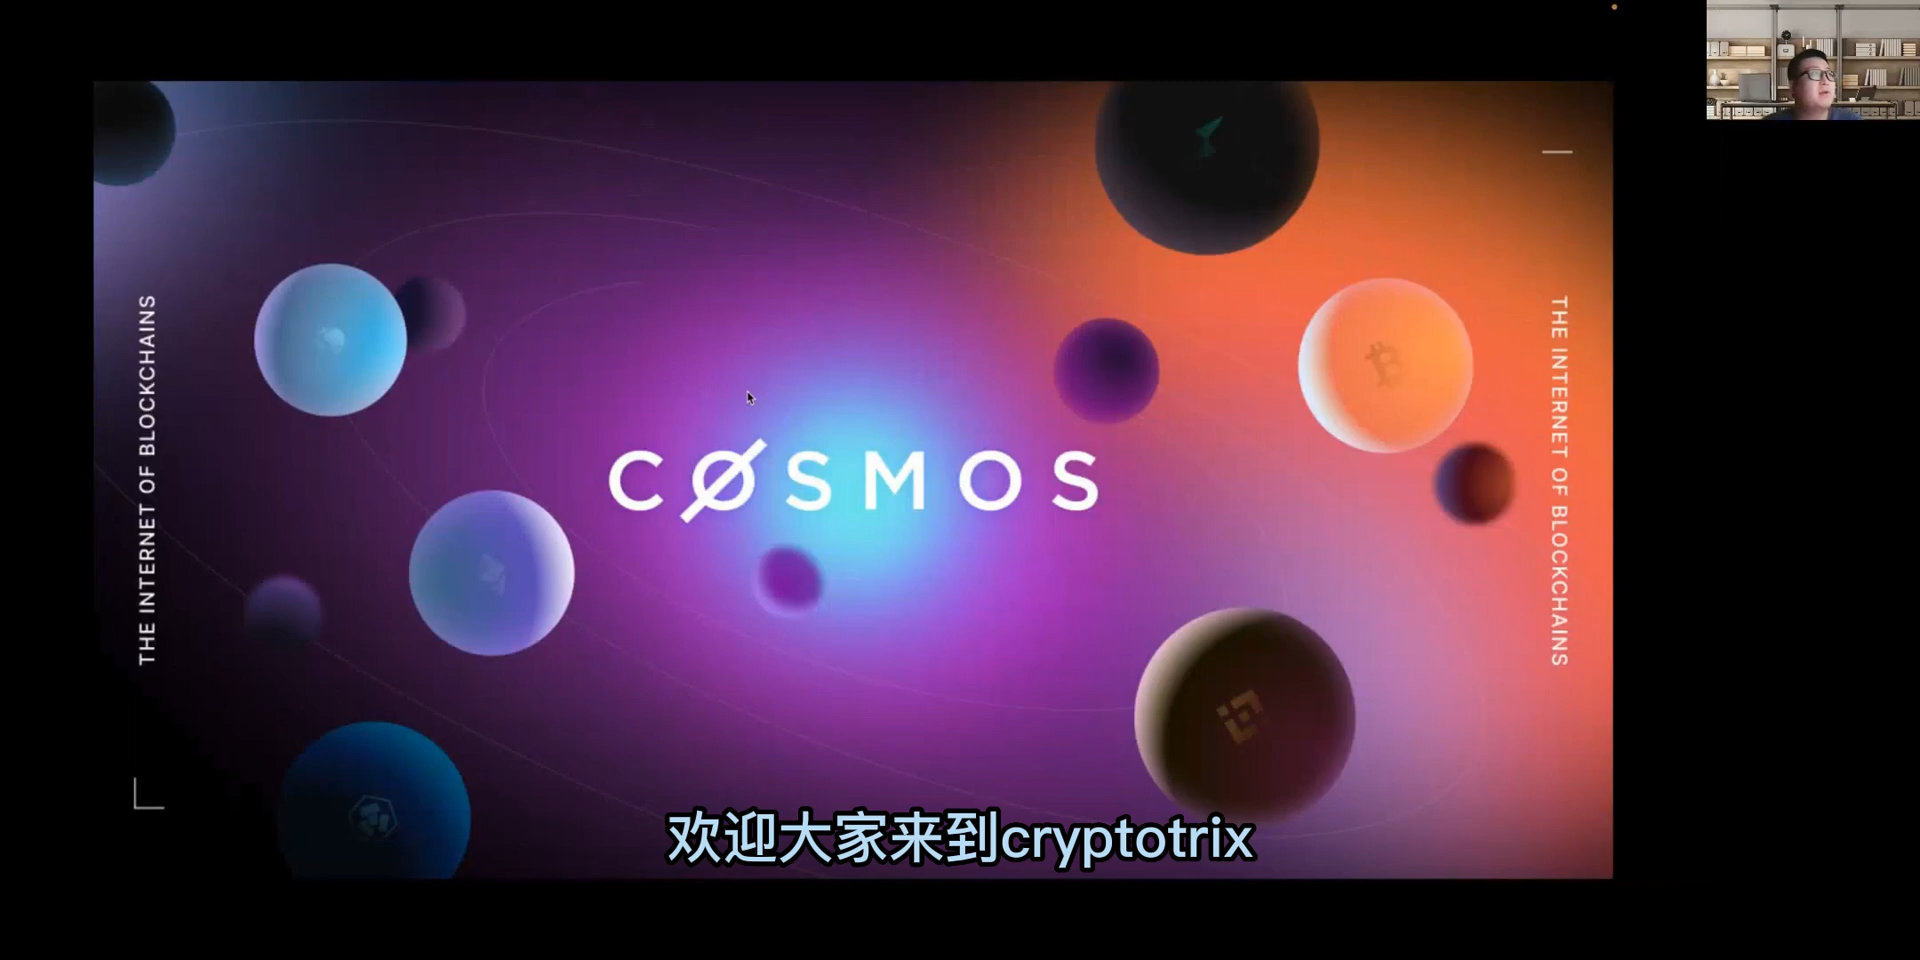 THE INTERNET OF BLOCKCHAINS
CØSMOS
THE INTERNET OF BLOCKCHAINS
欢迎大家来到cryptotrix